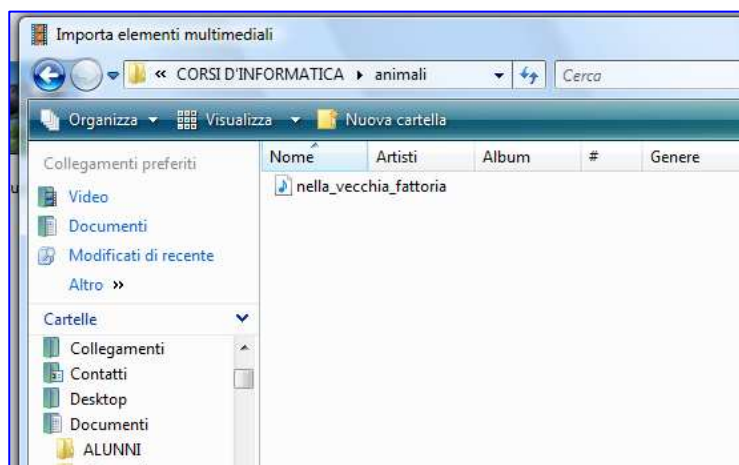 Importa elementi multimediali
« CORSI D'INFORMATICA ▸ animali Cerca
Organizza Visualizza Nuova cartella
Collegamenti preferiti
Nome Artisti Album # Genere
nella_vecchia_fattoria
Video
Documenti
Modificati di recente
Altro »
Cartelle
Collegamenti
Contatti
Desktop
Documenti
ALUNNI